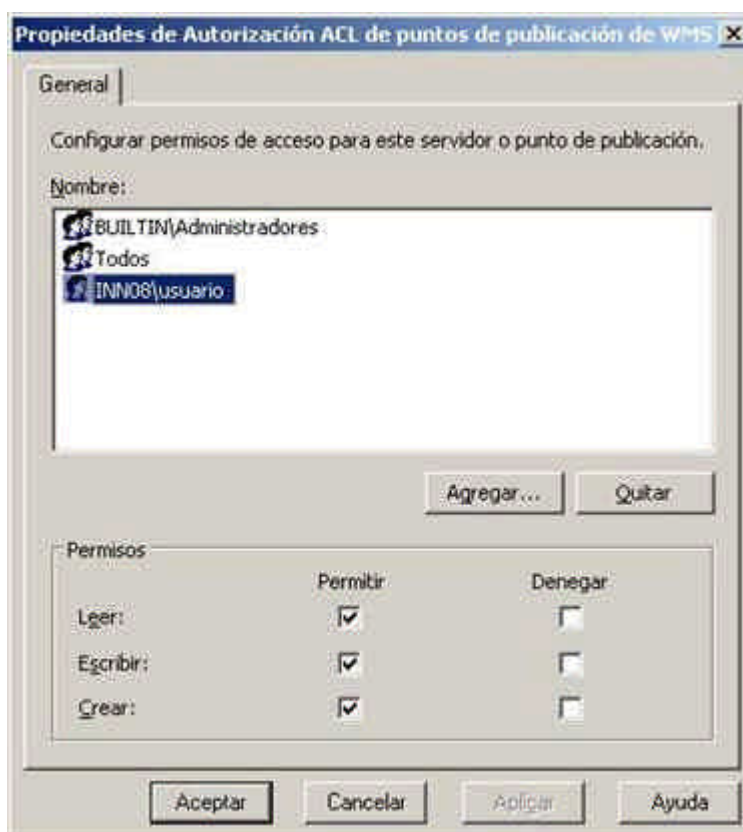 Propiedades de Autorización ACL de puntos de publicación de WMS
General
Configurar permisos de acceso para este servidor o punto de publicación.
Nombre:
BUILTIN\Administradores
Todos
INN08\usuario
Agregar... Quitar
Permisos
Permitir Denegar
Leer:
Escribir:
Crear:
Aceptar Cancelar Aplicar Ayuda